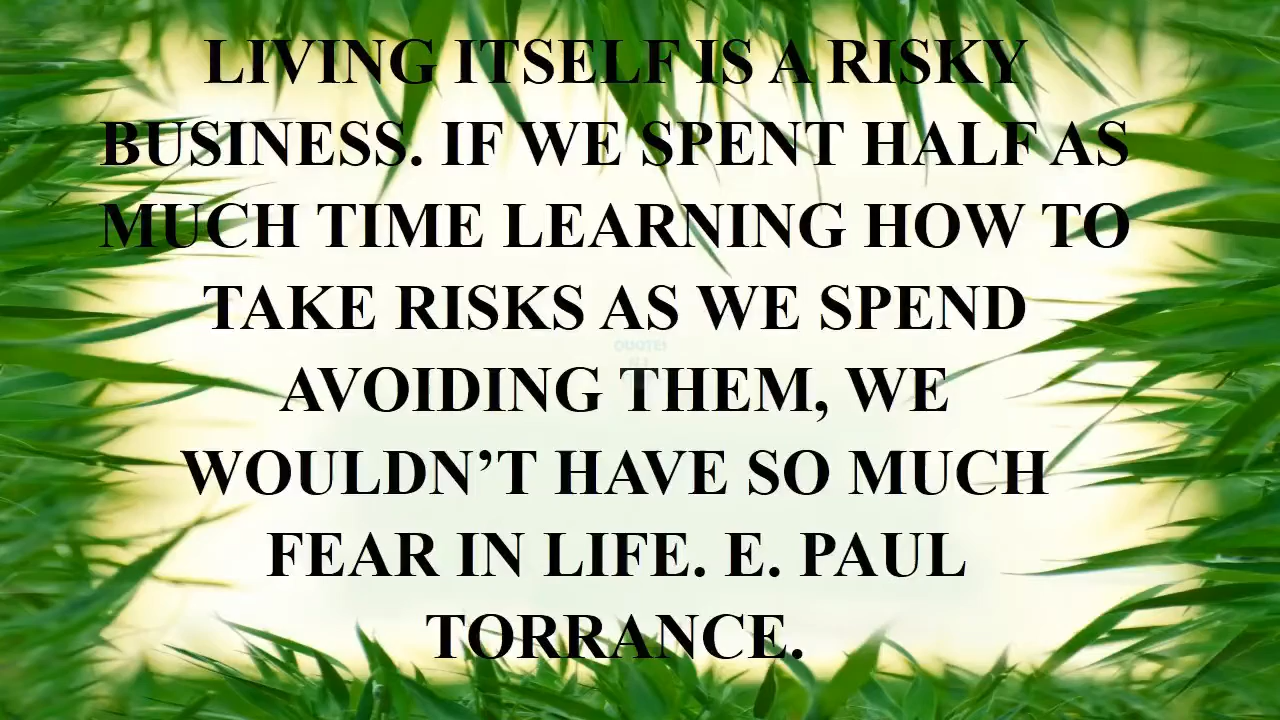 LIVING ITSELF IS A RISKY
BUSINESS. IF WE SPENT HALF AS
MUCH TIME LEARNING HOW TO
TAKE RISKS AS WE SPEND
QUOTE!
AVOIDING THEM, WE
WOULDN’T HAVE SO MUCH
FEAR IN LIFE. E. PAUL
TORRANCE.